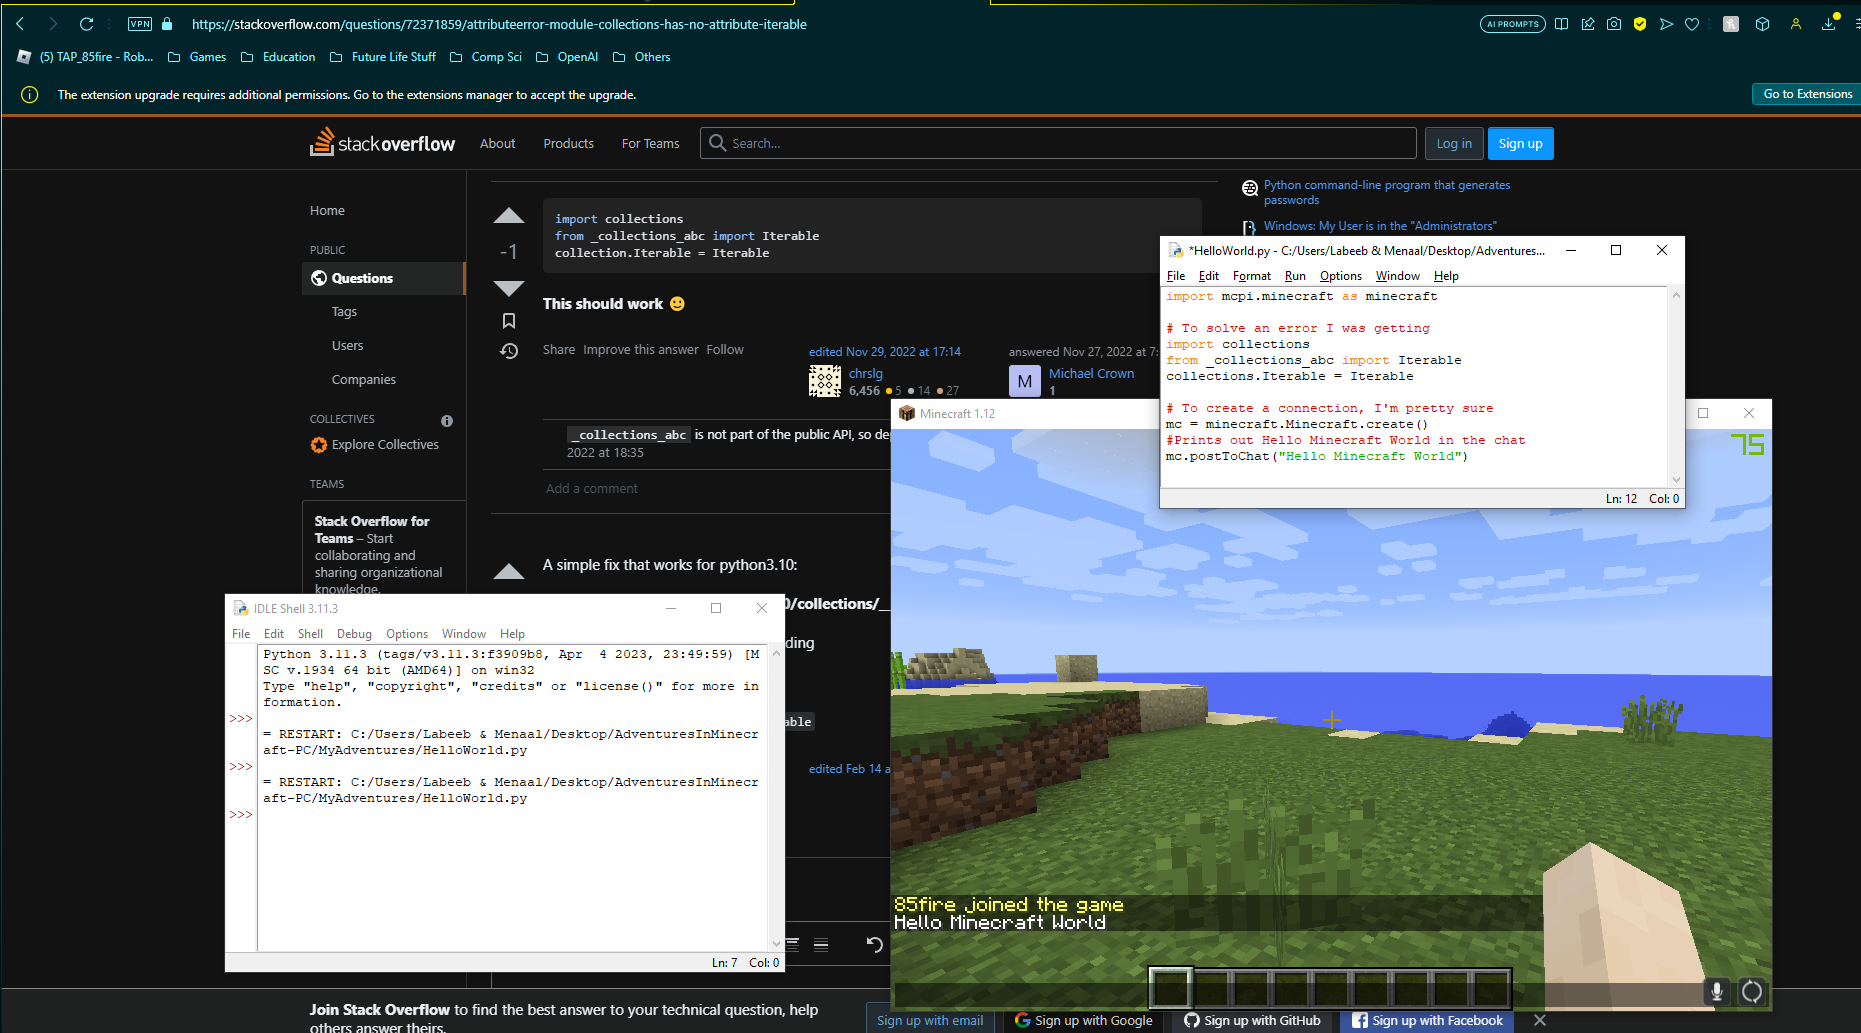 VPN
https://stackoverflow.com/questions/72371859/attributeerror-module-collections-has-no-attribute-iterable
AI PROMPTS
(5) TAP_85fire - Rob...
Games
Education
Future Life Stuff
Comp Sci
OpenAI
Others
The extension upgrade requires additional permissions. Go to the extensions manager to accept the upgrade.
Go to Extensions
stackoverflow
About
Products
For Teams
Search...
Log in
Sign up
Home
PUBLIC
Questions
Tags
Users
Companies
COLLECTIVES
Explore Collectives
TEAMS
Stack Overflow for
Teams – Start
collaborating and
sharing organizational
knowledge.
import collections
from _collections_abc import Iterable
collection.Iterable = Iterable
-1
This should work
Share Improve this answer Follow
edited Nov 29, 2022 at 17:14
chrslg
6,456 5 14 27
answered Nov 27, 2022 at 7:
M
Michael Crown
1
_collections_abc is not part of the public API, so de
2022 at 18:35
Add a comment
A simple fix that works for python3.10:
0/collections/__
ding
able
edited Feb 14 a
Python command-line program that generates
passwords
Windows: My User is in the "Administrators"
*HelloWorld.py - C:/Users/Labeeb & Menaal/Desktop/Adventures...
File Edit Format Run Options Window Help
import mcpi.minecraft as minecraft
# To solve an error I was getting
import collections
from _collections_abc import Iterable
collections.Iterable = Iterable
# To create a connection, I'm pretty sure
mc = minecraft.Minecraft.create()
#Prints out Hello Minecraft World in the chat
mc.postToChat("Hello Minecraft World")
Ln: 12 Col: 0
Minecraft 1.12
75
85fire joined the game
Hello Minecraft World
IDLE Shell 3.11.3
File Edit Shell Debug Options Window Help
Python 3.11.3 (tags/v3.11.3:f3909b8, Apr  4 2023, 23:49:59) [M
SC v.1934 64 bit (AMD64)] on win32
Type "help", "copyright", "credits" or "license()" for more in
formation.
>>>
= RESTART: C:/Users/Labeeb & Menaal/Desktop/AdventuresInMinecr
aft-PC/MyAdventures/HelloWorld.py
>>>
= RESTART: C:/Users/Labeeb & Menaal/Desktop/AdventuresInMinecr
aft-PC/MyAdventures/HelloWorld.py
>>>
Ln: 7 Col: 0
Join Stack Overflow to find the best answer to your technical question, help
others answer theirs.
Sign up with email
Sign up with Google
Sign up with GitHub
Sign up with Facebook